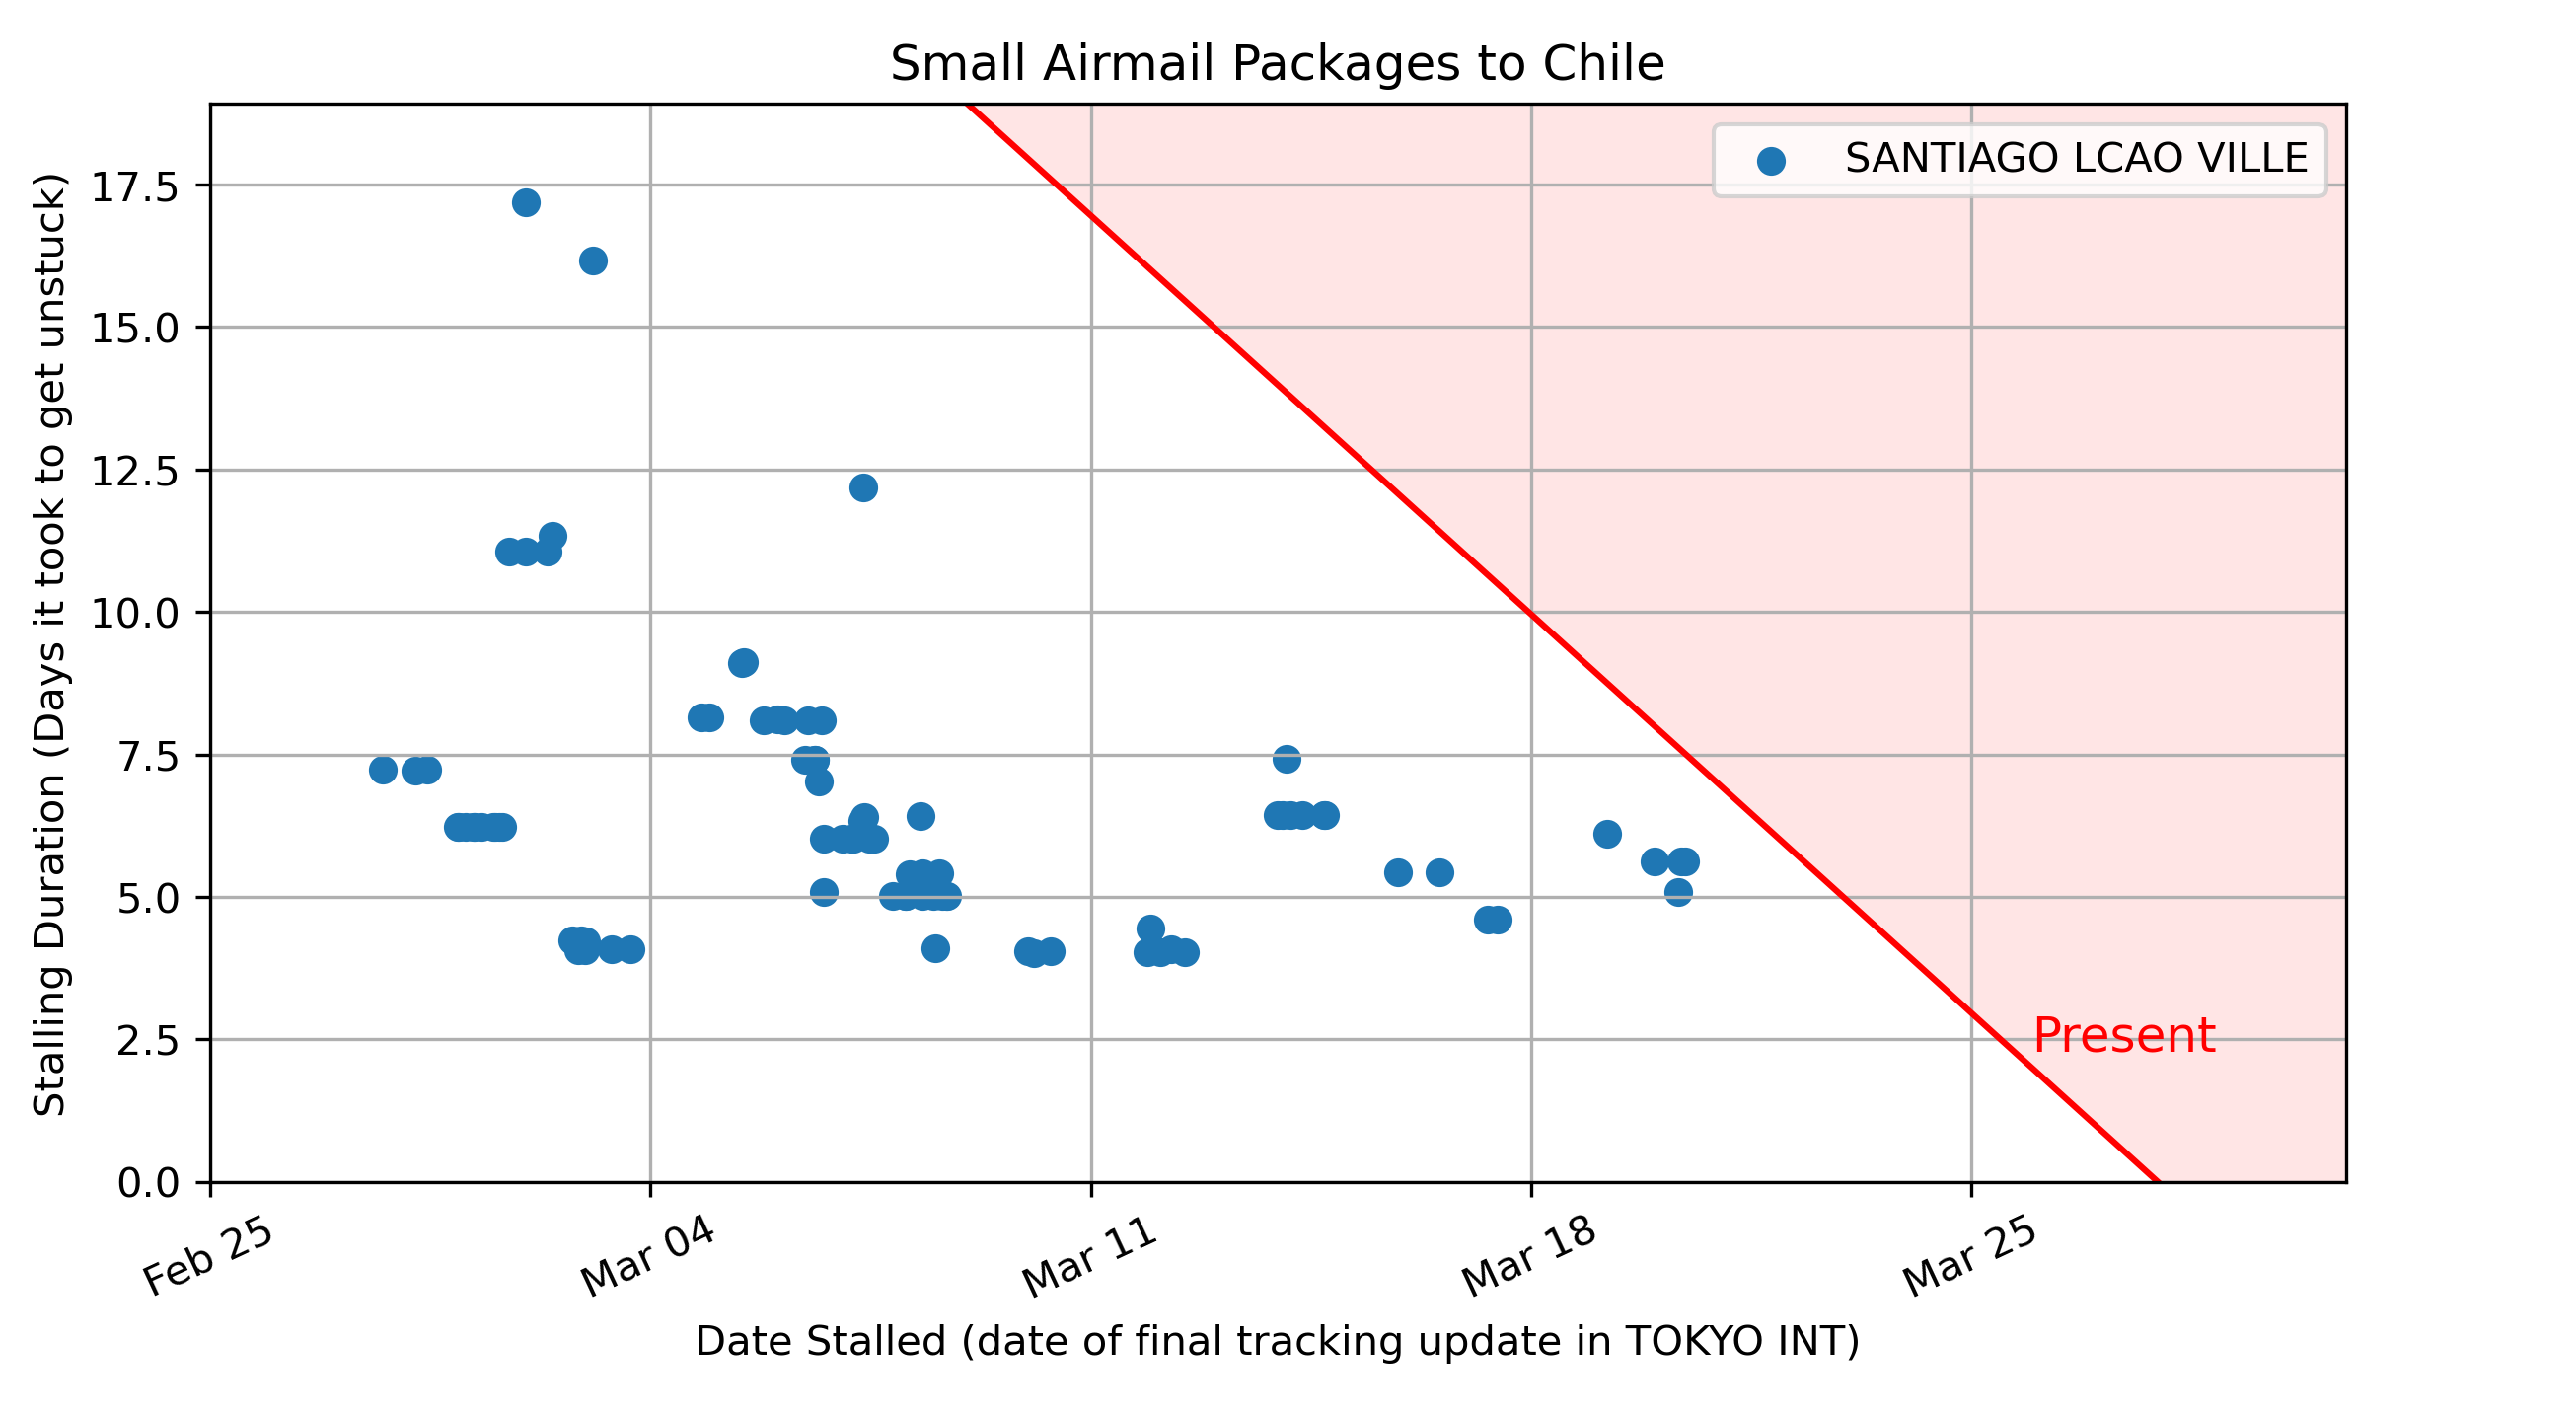 Small Airmail Packages to Chile
SANTIAGO LCAO VILLE
Stalling Duration (Days it took to get unstuck)
17.5
15.0
12.5
10.0
7.5
5.0
2.5
0.0
Present
Feb 25
Mar 04
Mar 11
Mar 18
Mar 25
Date Stalled (date of final tracking update in TOKYO INT)